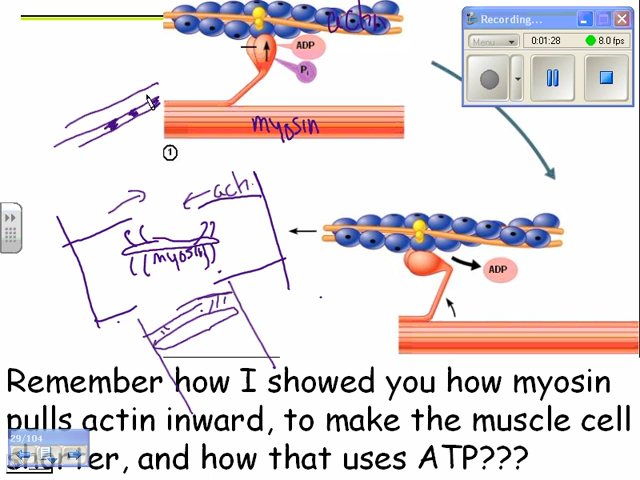 actin
Recording...
Menu
0:01:28
8.0 fps
ADP
Pi
myosin
1
actin
((myosin))
ADP
Remember how I showed you how myosin
pulls actin inward, to make the muscle cell
29/104
shorter, and how that uses ATP???